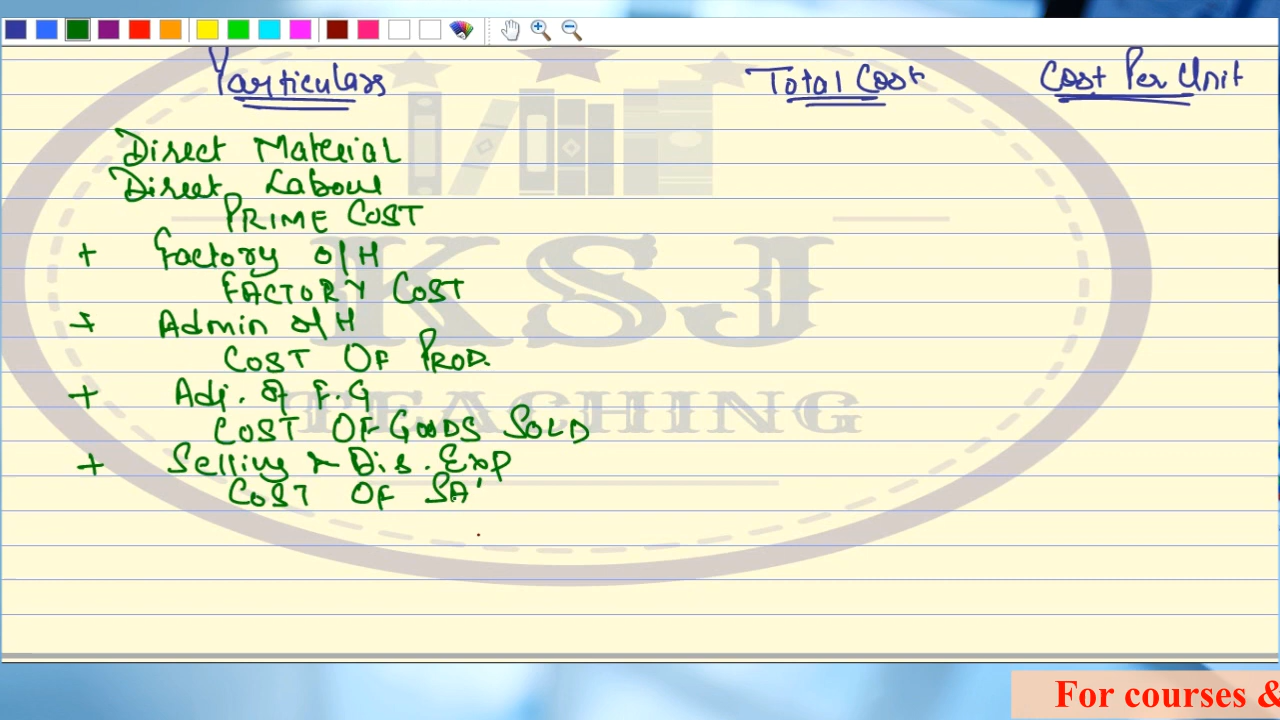 Particulars Total Cost Cost Per Unit
Direct Material
Direct Labour
PRIME COST
+ Factory O/H
FACTORY COST
+ Admin O/H
COST OF PROD.
+ Adj. of F.G
COST OF GOODS SOLD
+ Selling & Dis. Exp
COST OF SA
KSJ
TEACHING
For courses &